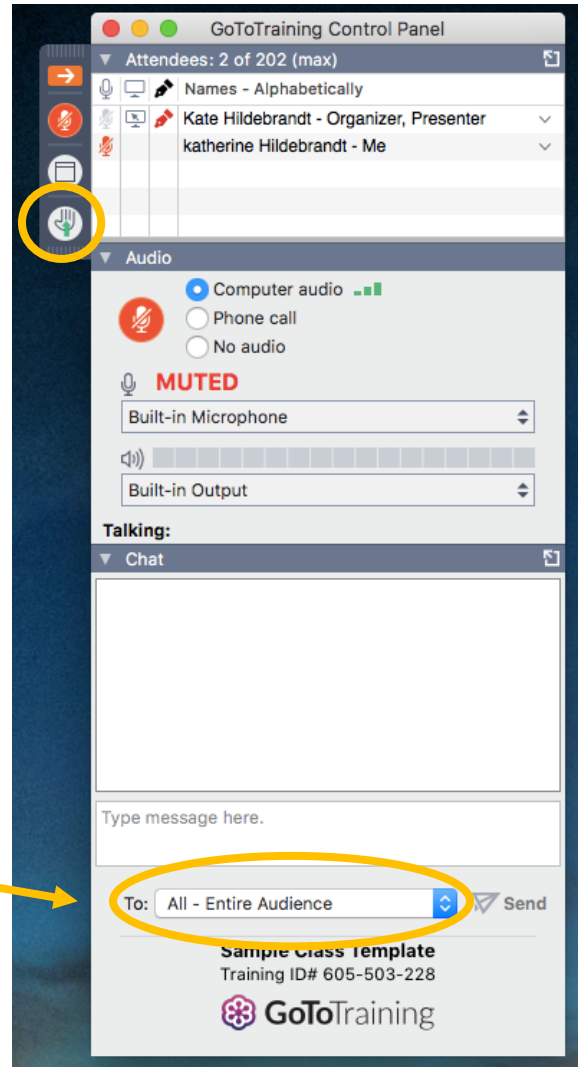 GoToTraining Control Panel
Attendees: 2 of 202 (max)
Names - Alphabetically
Kate Hildebrandt - Organizer, Presenter
katherine Hildebrandt - Me
Audio
Computer audio
Phone call
No audio
MUTED
Built-in Microphone
Built-in Output
Talking:
Chat
Type message here.
To: All - Entire Audience Send
Sample Class Template
Training ID# 605-503-228
GoToTraining